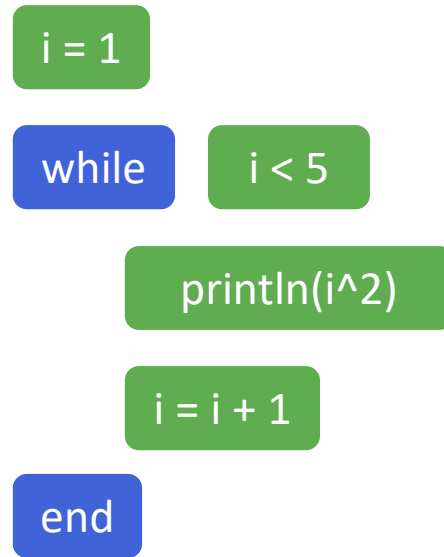 i = 1
while i < 5
println(i^2)
i = i + 1
end